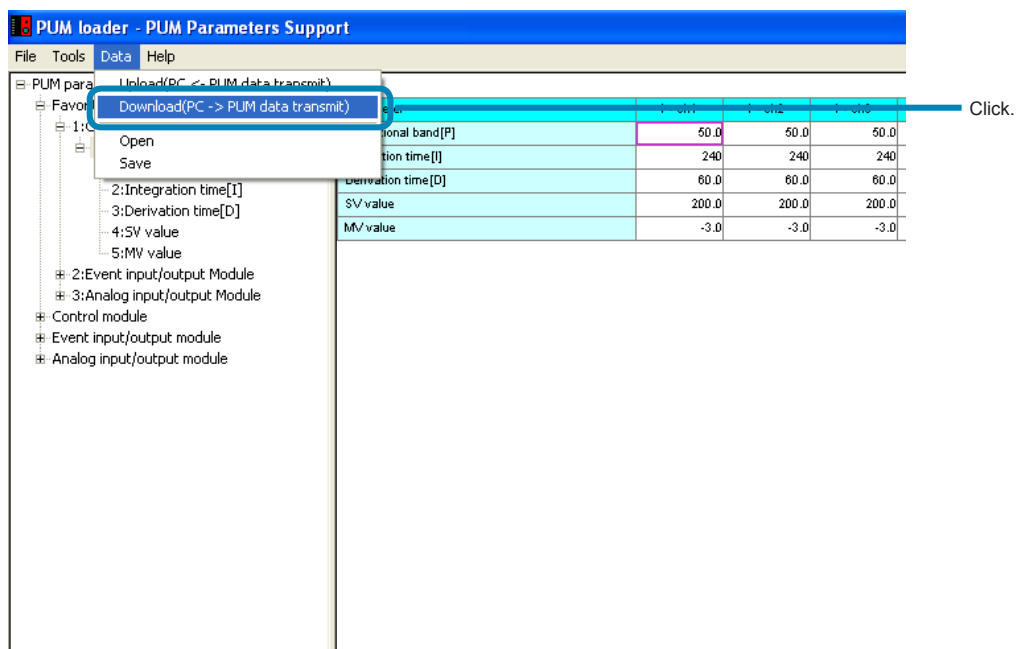 PUM loader - PUM Parameters Support
File Tools Data Help
PUM para Upload(PC <- PUM data transmit)
Favor Download(PC -> PUM data transmit) Click.
Open
Save
2:Integration time[I]
3:Derivation time[D]
4:SV value
5:MV value
2:Event input/output Module
3:Analog input/output Module
Control module
Event input/output module
Analog input/output module
ional band[P] 50.0 50.0 50.0
tion time[I] 240 240 240
Derivation time[D] 60.0 60.0 60.0
SV value 200.0 200.0 200.0
MV value -3.0 -3.0 -3.0